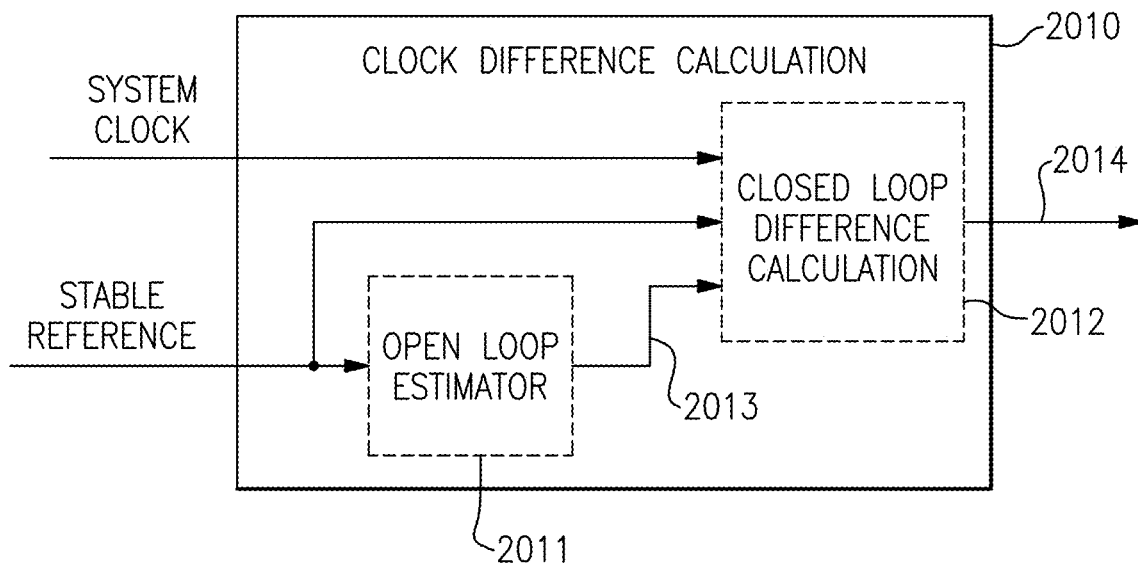 2010
CLOCK DIFFERENCE CALCULATION
SYSTEM
CLOCK
2014
CLOSED LOOP
DIFFERENCE
CALCULATION
STABLE
REFERENCE
2012
OPEN LOOP
ESTIMATOR
2013
2011